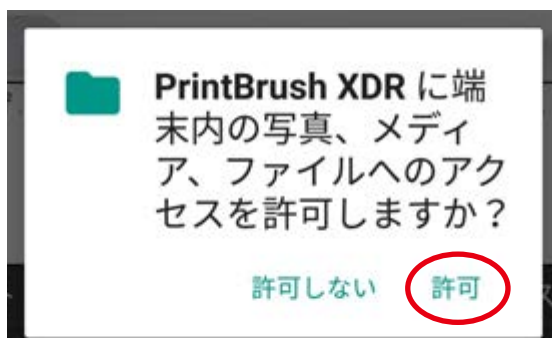 PrintBrush XDR に端
末内の写真、メディ
ア、ファイルへのアク
セスを許可しますか？
許可しない 許可